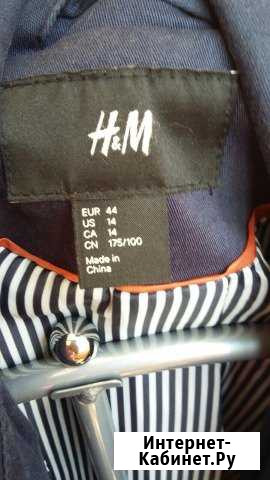 H&M
EUR 44
US 14
CA 14
CN 175/100
Made in
China
Интернет-
Кабинет.Ру